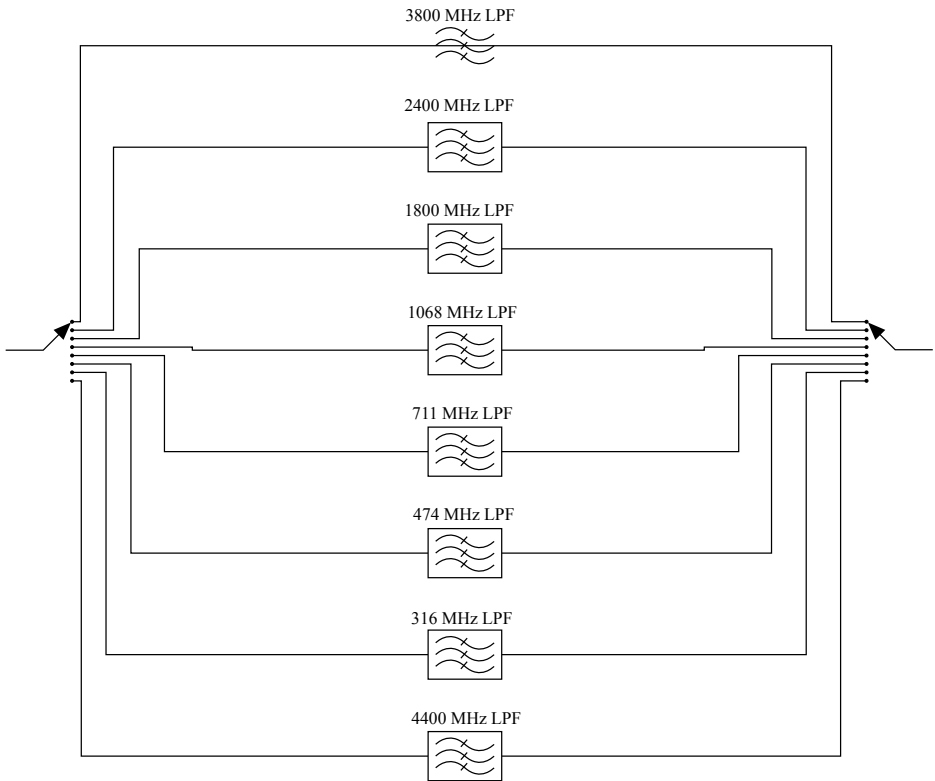 3800 MHz LPF
2400 MHz LPF
1800 MHz LPF
1068 MHz LPF
711 MHz LPF
474 MHz LPF
316 MHz LPF
4400 MHz LPF